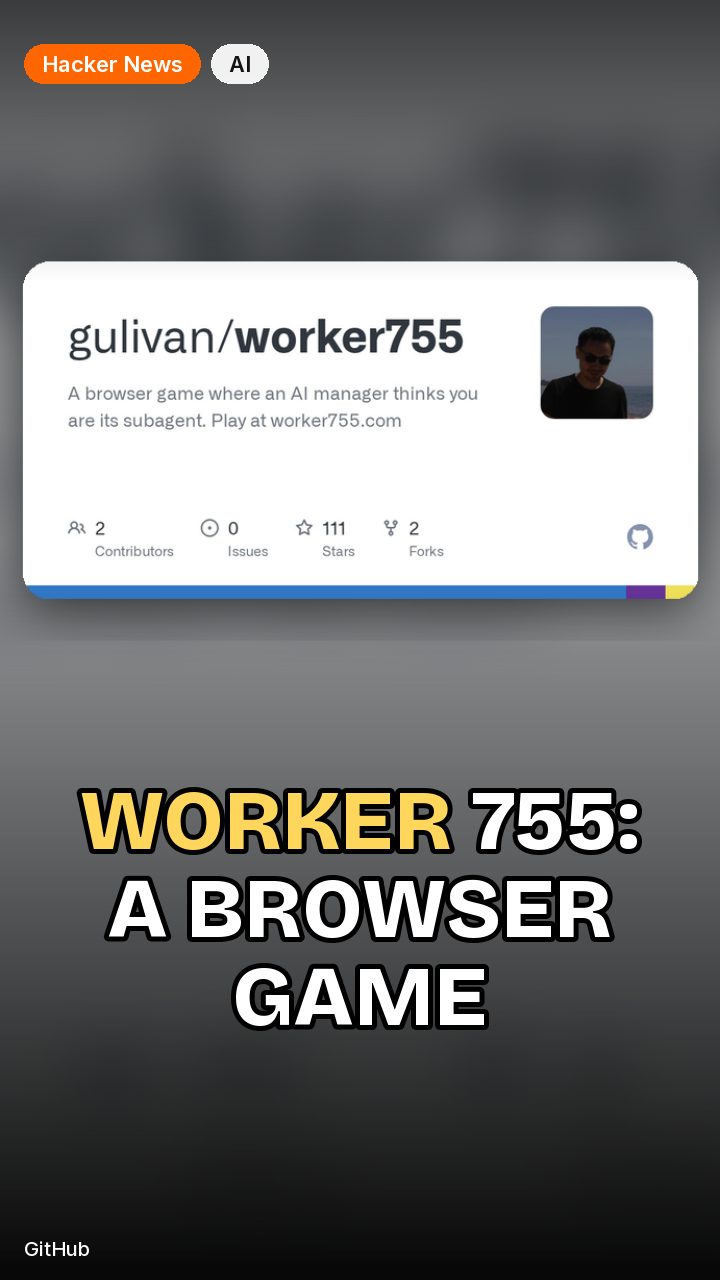 Hacker News AI
gulivan/worker755
A browser game where an AI manager thinks you
are its subagent. Play at worker755.com
2 0 111 2
Contributors Issues Stars Forks
WORKER 755:
A BROWSER
GAME
GitHub